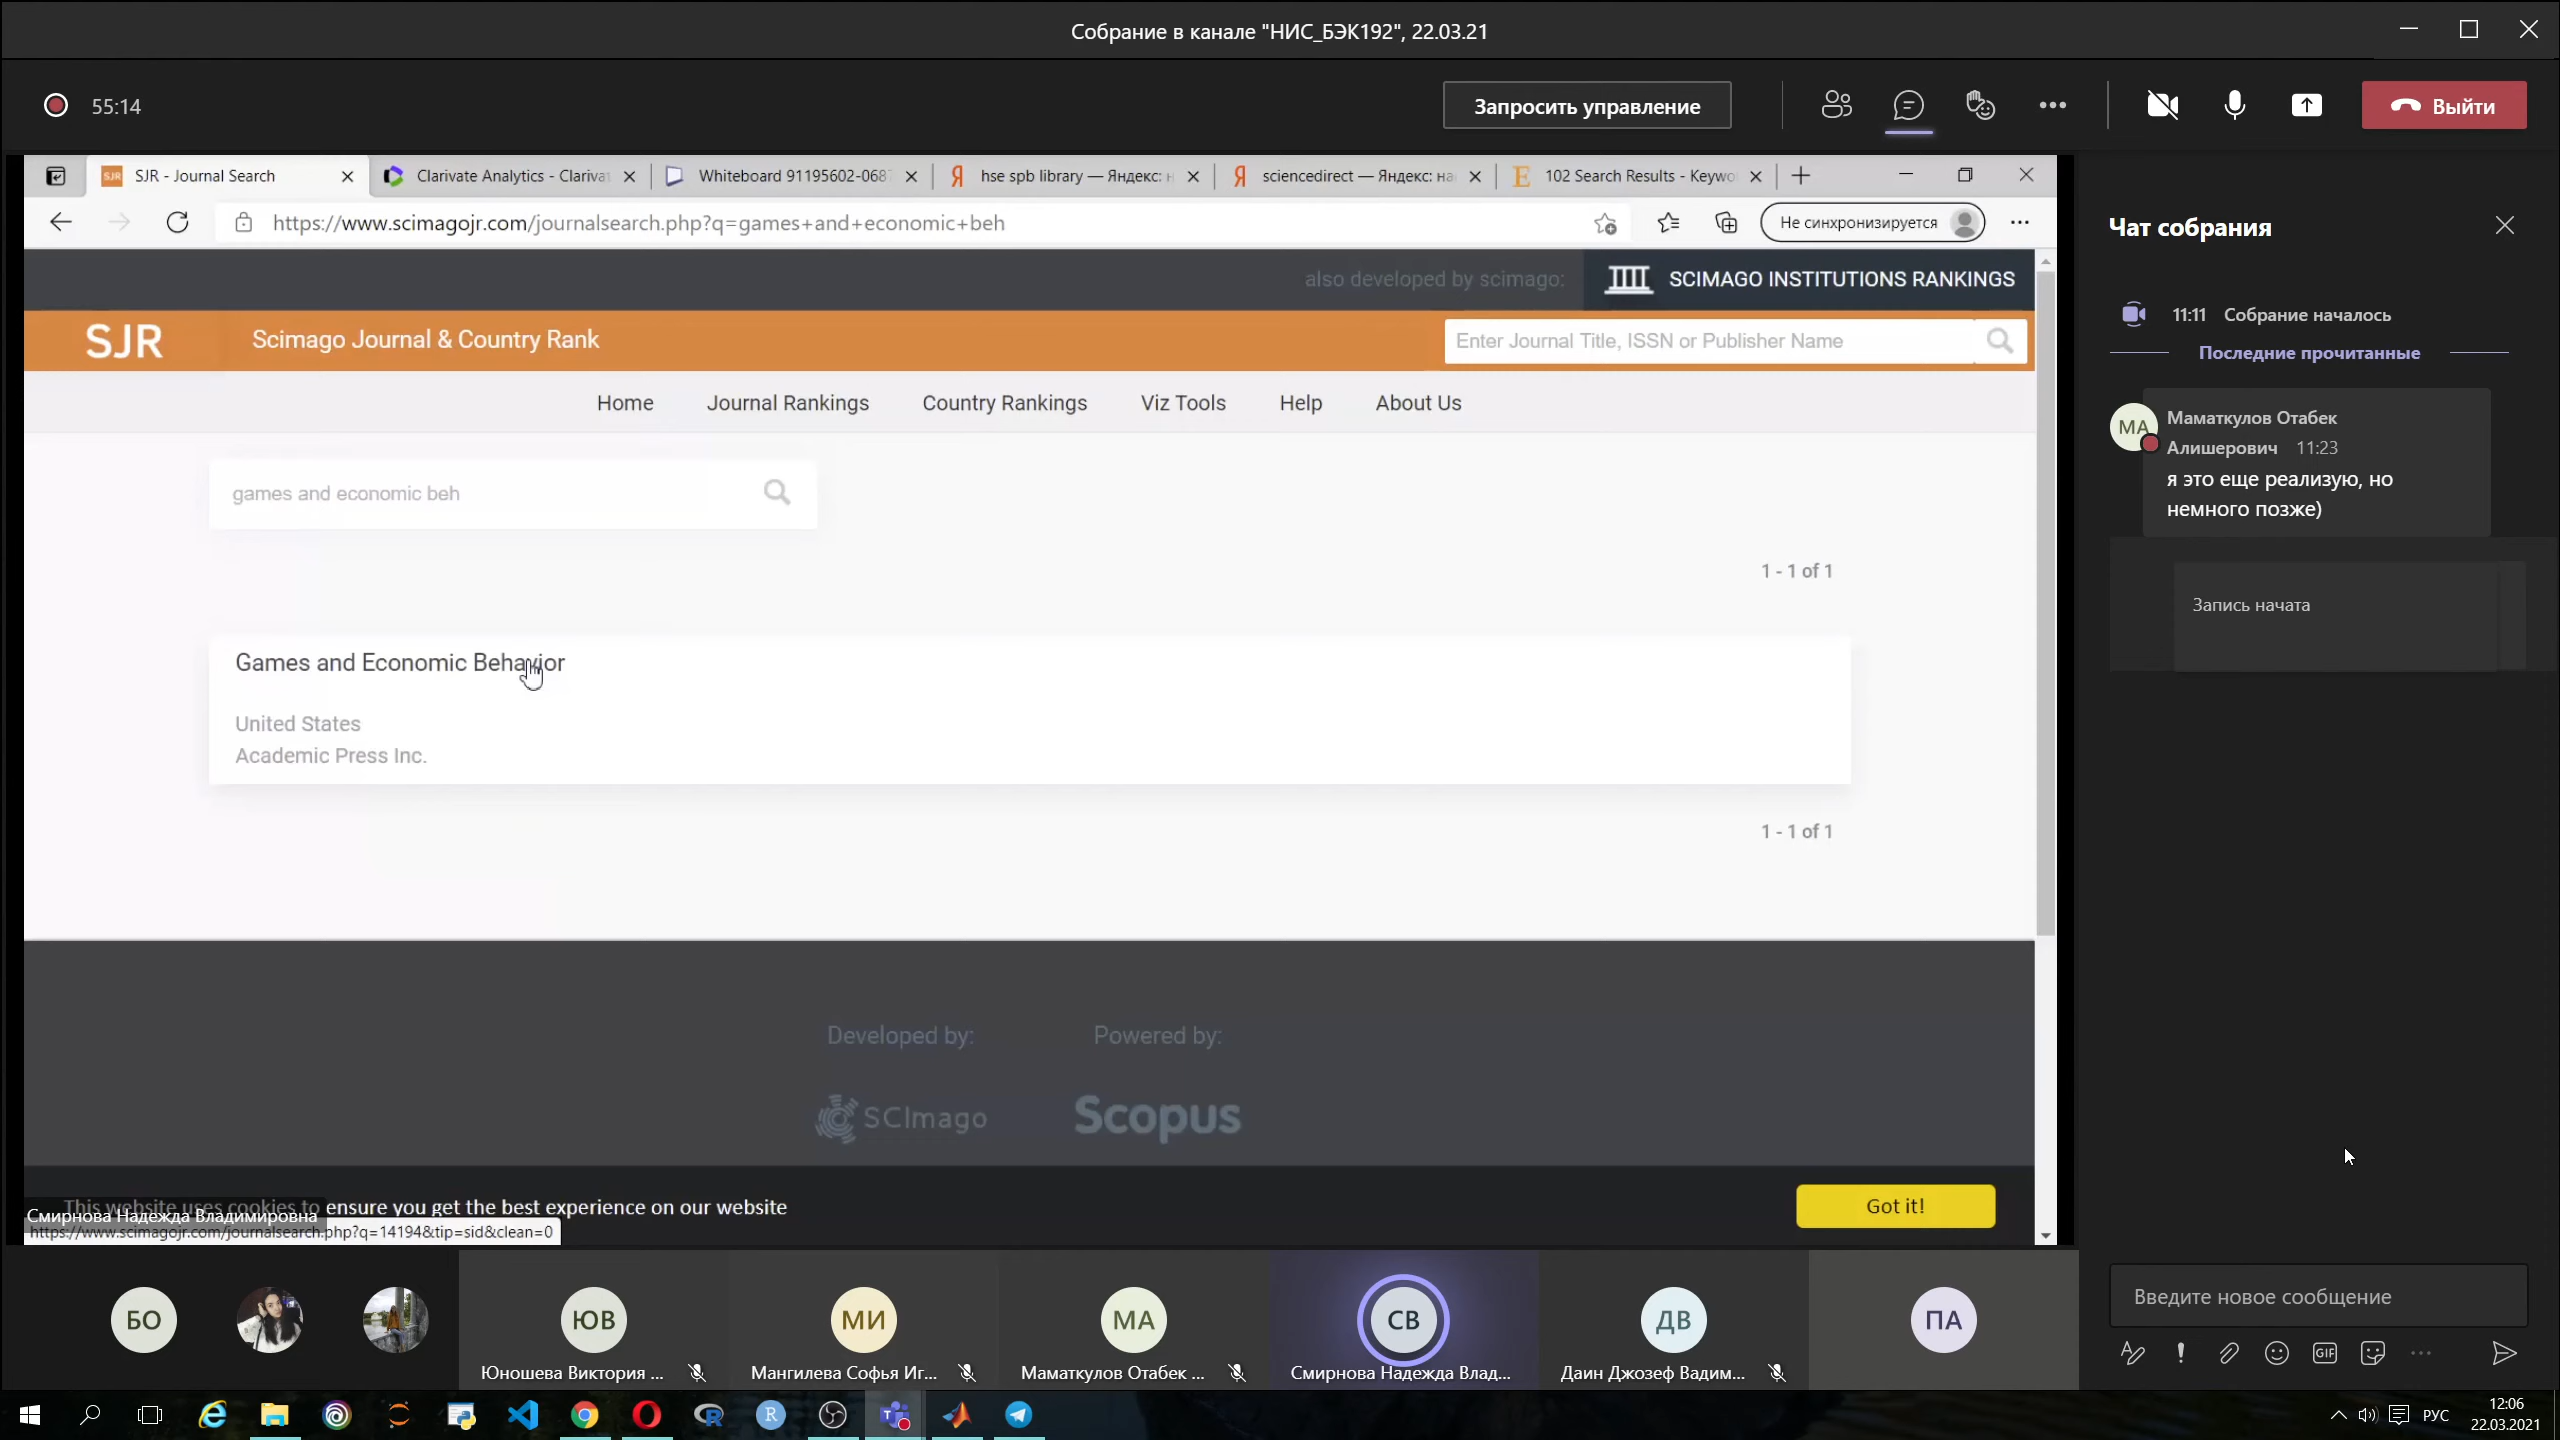 Собрание в канале "НИС_БЭК192", 22.03.21
55:14
Запросить управление
Выйти
SJR - Journal Search
Clarivate Analytics - Clariva
Whiteboard 91195602-068
hse spb library — Яндекс: н
sciencedirect — Яндекс: на
102 Search Results - Keywo
https://www.scimagojr.com/journalsearch.php?q=games+and+economic+beh
Не синхронизируется
also developed by scimago:
SCIMAGO INSTITUTIONS RANKINGS
SJR
Scimago Journal & Country Rank
Enter Journal Title, ISSN or Publisher Name
Home
Journal Rankings
Country Rankings
Viz Tools
Help
About Us
games and economic beh
1 - 1 of 1
Games and Economic Behavior
United States
Academic Press Inc.
1 - 1 of 1
Developed by:
Powered by:
SCImago
Scopus
This website uses cookies to ensure you get the best experience on our website
Got it!
Смирнова Надежда Владимировна
https://www.scimagojr.com/journalsearch.php?q=14194&tip=sid&clean=0
Чат собрания
11:11 Собрание началось
Последние прочитанные
МА
Маматкулов Отабек
Алишерович 11:23
я это еще реализую, но
немного позже)
Запись начата
Введите новое сообщение
GIF
БО
ЮВ
Юношева Виктория ...
МИ
Мангилева Софья Иг...
МА
Маматкулов Отабек ...
СВ
Смирнова Надежда Влад...
ДВ
Даин Джозеф Вадим...
ПА
РУС
12:06
22.03.2021